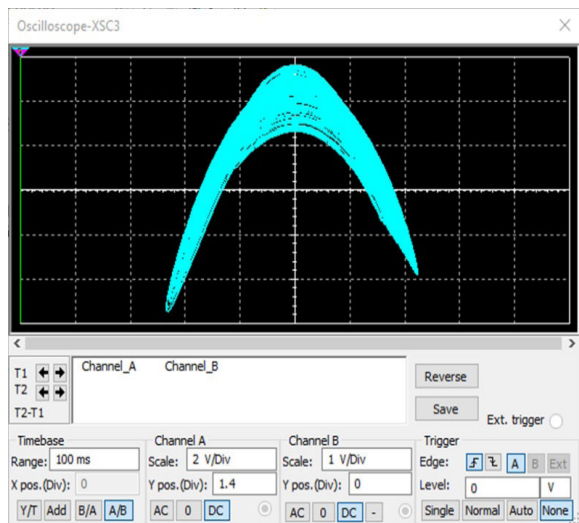 Oscilloscope-XSC3
T1
T2
T2-T1
Channel_A Channel_B
Reverse
Save
Ext. trigger
Timebase
Range: 100 ms
X pos.(Div): 0
Y/T Add B/A A/B
Channel A
Scale: 2 V/Div
Y pos.(Div): 1.4
AC 0 DC
Channel B
Scale: 1 V/Div
Y pos.(Div): 0
AC 0 DC -
Trigger
Edge: A B Ext
Level: 0 V
Single Normal Auto None